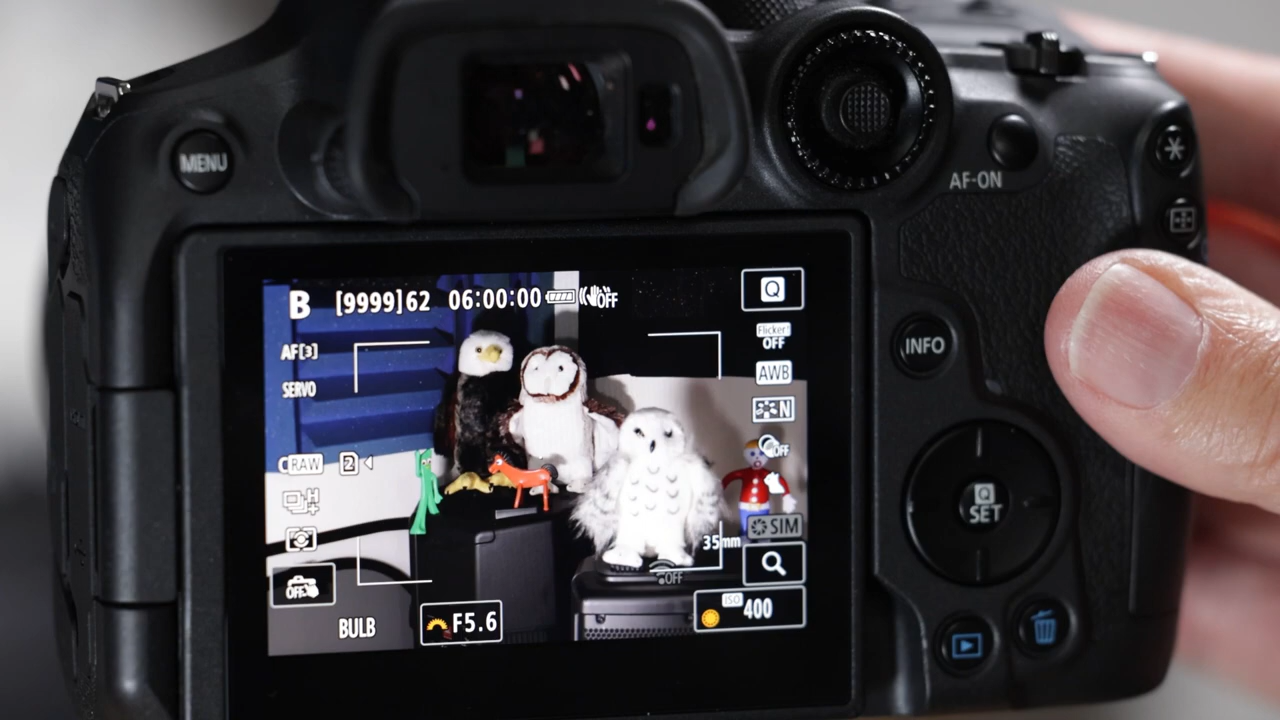 MENU
AF-ON
INFO
Q
SET
B [9999]62 06:00:00 OFF
Q
AF[3]
Flicker!
OFF
SERVO
AWB
N
OFF
CRAW 2
H
SIM
35mm
OFF
OFF
BULB
F5.6
ISO
400